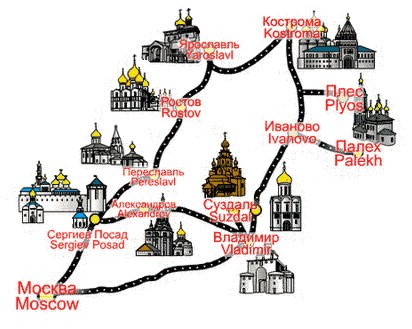 Кострома
Kostroma
Ярославль
Yaroslavl
Плес
Plyos
Ростов
Rostov
Иваново
Ivanovo
Палех
Palekh
Переславль
Pereslavl
Александров
Alexandrov
Суздаль
Suzdal
Сергиев Посад
Sergiev Posad
Владимир
Vladimir
Москва
Moscow